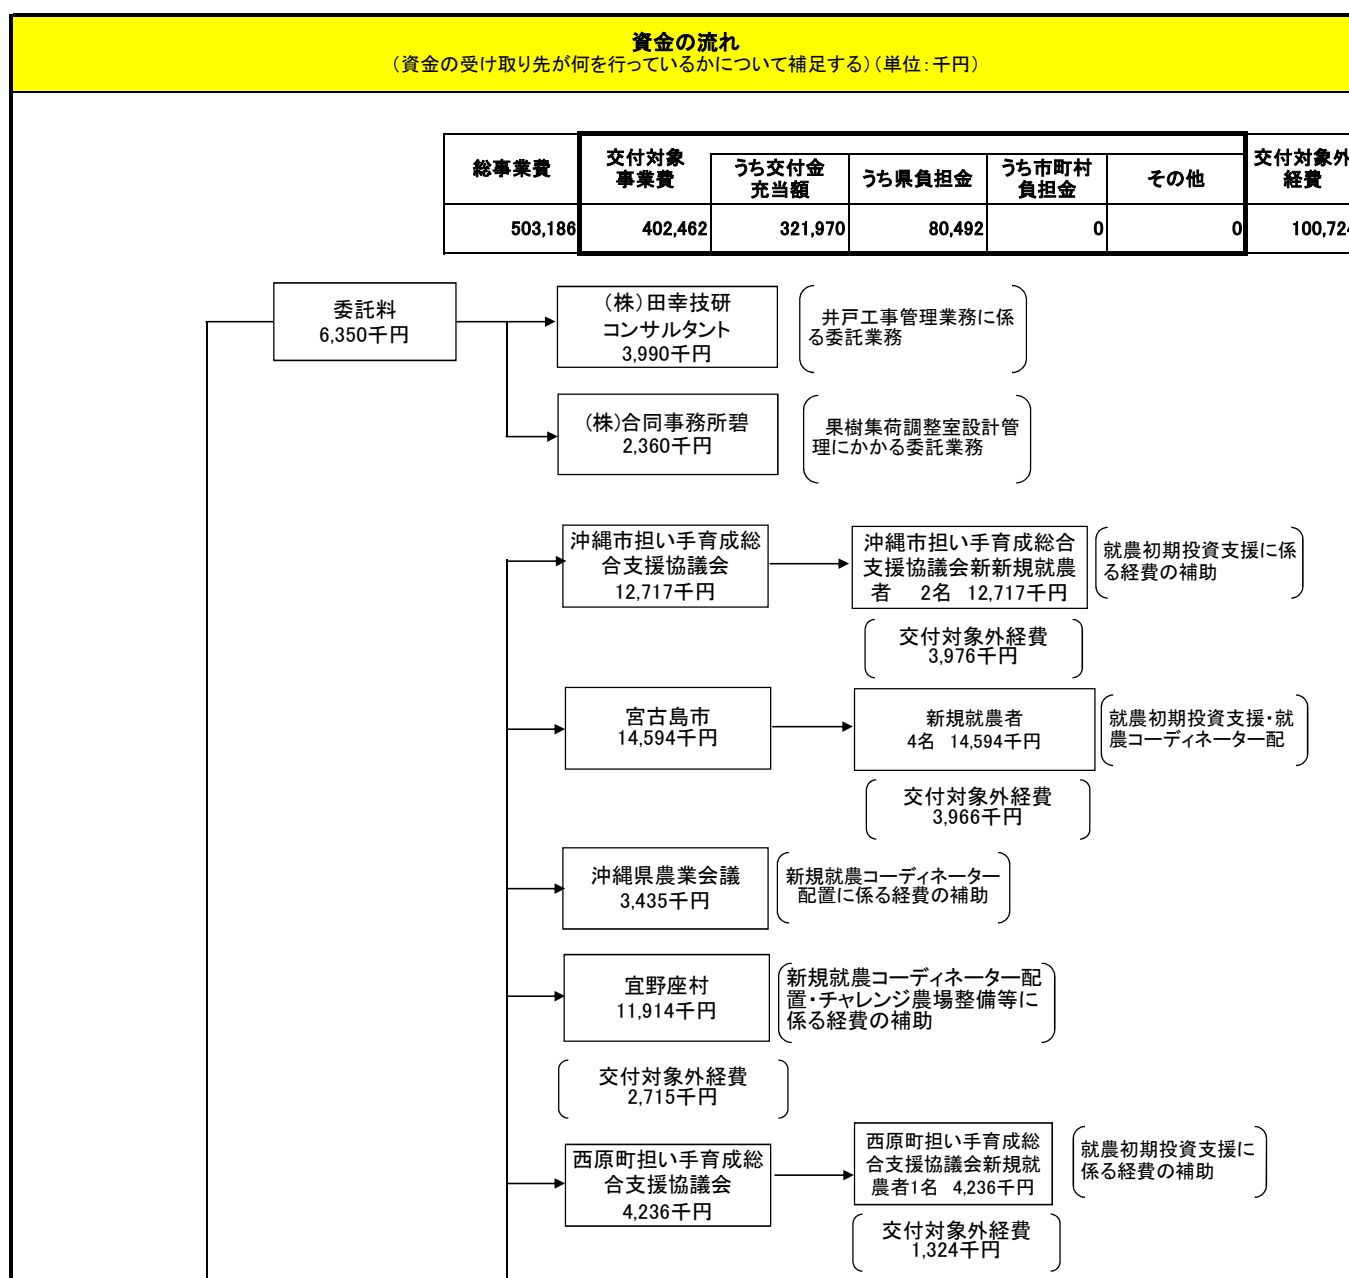 資金の流れ
（資金の受け取り先が何を行っているかについて補足する）（単位：千円）
総事業費
交付対象
事業費
うち交付金
充当額
うち県負担金
うち市町村
負担金
その他
交付対象外
経費
503,186
402,462
321,970
80,492
0
0
100,724
委託料
6,350千円
（株）田幸技研
コンサルタント
3,990千円
井戸工事管理業務に係
る委託業務
（株）合同事務所碧
2,360千円
果樹集荷調整室設計管
理にかかる委託業務
沖縄市担い手育成総
合支援協議会
12,717千円
沖縄市担い手育成総合
支援協議会新新規就農
者　2名　12,717千円
就農初期投資支援に係
る経費の補助
交付対象外経費
3,976千円
宮古島市
14,594千円
新規就農者
4名　14,594千円
就農初期投資支援・就
農コーディネーター配
交付対象外経費
3,966千円
沖縄県農業会議
3,435千円
新規就農コーディネーター
配置に係る経費の補助
宜野座村
11,914千円
新規就農コーディネーター配
置・チャレンジ農場整備等に
係る経費の補助
交付対象外経費
2,715千円
西原町担い手育成総
合支援協議会
4,236千円
西原町担い手育成総
合支援協議会新規就
農者1名　4,236千円
就農初期投資支援に
係る経費の補助
交付対象外経費
1,324千円